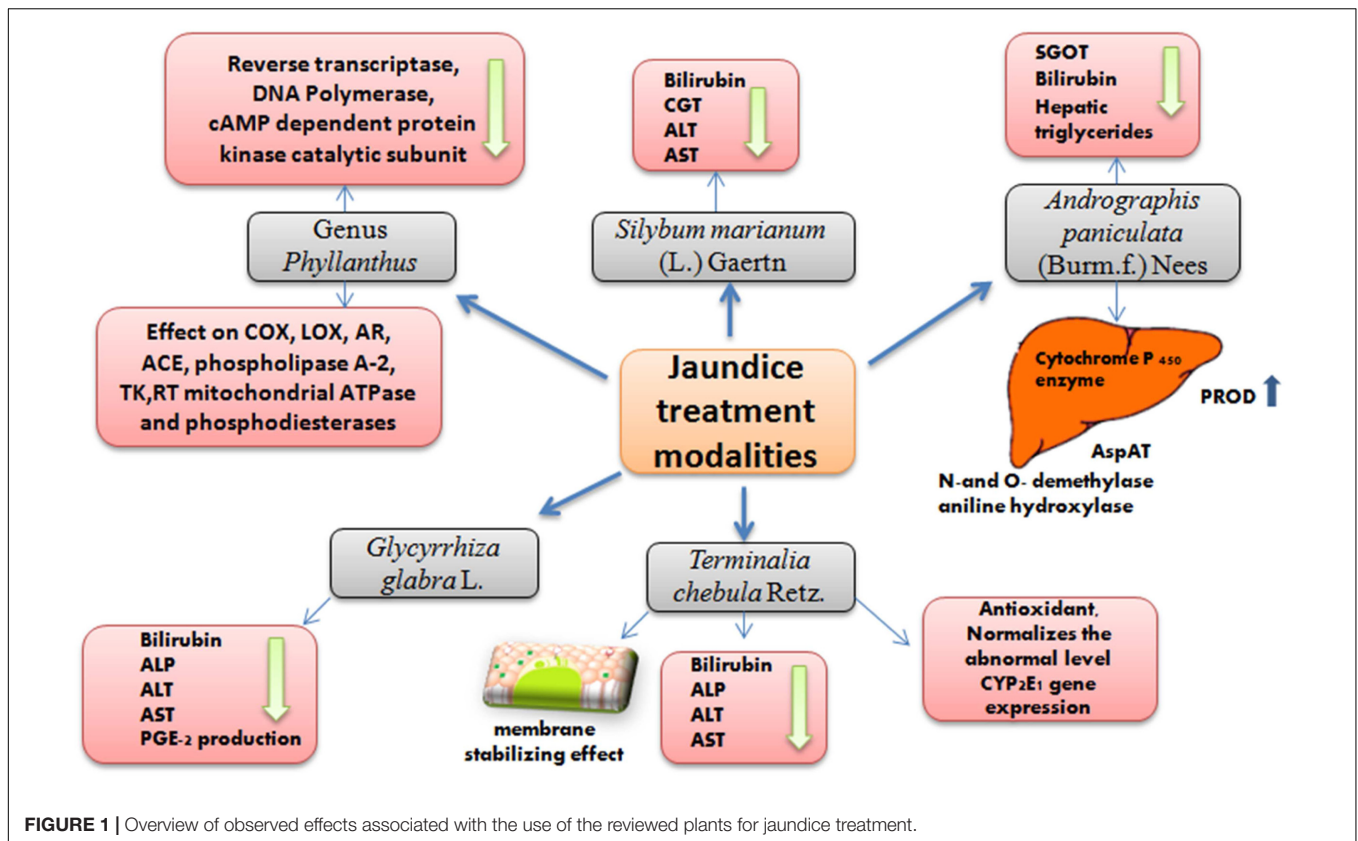 Reverse transcriptase,
DNA Polymerase,
cAMP dependent protein
kinase catalytic subunit
Bilirubin
CGT
ALT
AST
SGOT
Bilirubin
Hepatic
triglycerides
Genus
Phyllanthus
Silybum marianum
(L.) Gaertn
Andrographis
paniculata
(Burm.f.) Nees
Effect on COX, LOX, AR,
ACE, phospholipase A-2,
TK,RT mitochondrial ATPase
and phosphodiesterases
Jaundice
treatment
modalities
Cytochrome P 450
enzyme
PROD
AspAT
N-and O- demethylase
aniline hydroxylase
Glycyrrhiza
glabra L.
Terminalia
chebula Retz.
Bilirubin
ALP
ALT
AST
PGE-2 production
membrane
stabilizing effect
Bilirubin
ALP
ALT
AST
Antioxidant,
Normalizes the
abnormal level
CYP2E1 gene
expression
FIGURE 1 | Overview of observed effects associated with the use of the reviewed plants for jaundice treatment.